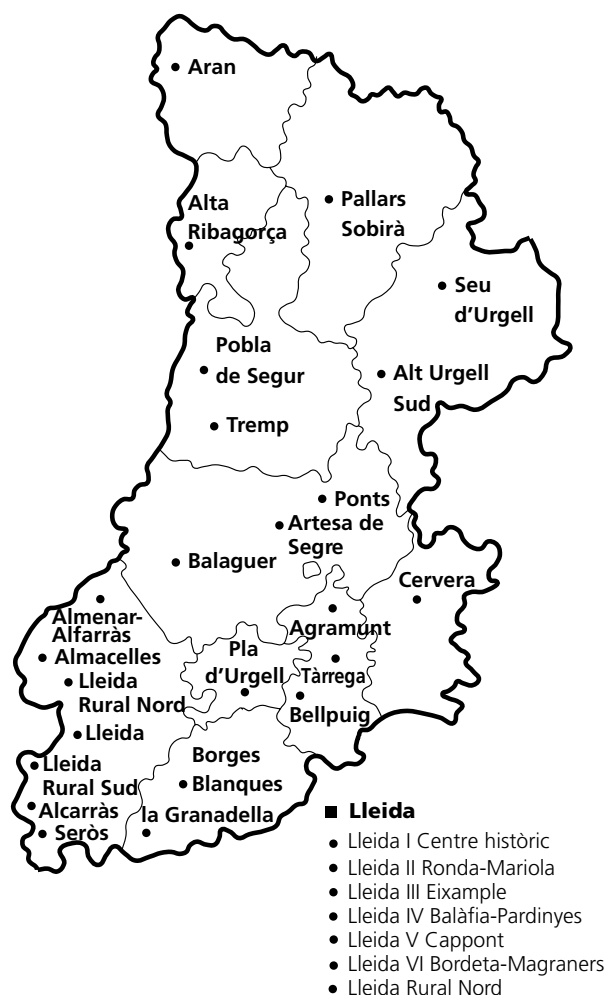 Aran
Alta
Ribagorça
Pallars
Sobirà
Seu
d'Urgell
Pobla
de Segur
Alt Urgell
Sud
Tremp
Ponts
Artesa de
Segre
Balaguer
Cervera
Almenar-
Alfarràs
Agramunt
Almacelles
Pla
d'Urgell
Tàrrega
Lleida
Rural Nord
Bellpuig
Lleida
Borges
Blanques
Lleida
Rural Sud
Alcarràs
la Granadella
Seròs
Lleida
Lleida I Centre històric
Lleida II Ronda-Mariola
Lleida III Eixample
Lleida IV Balàfia-Pardinyes
Lleida V Cappont
Lleida VI Bordeta-Magraners
Lleida Rural Nord